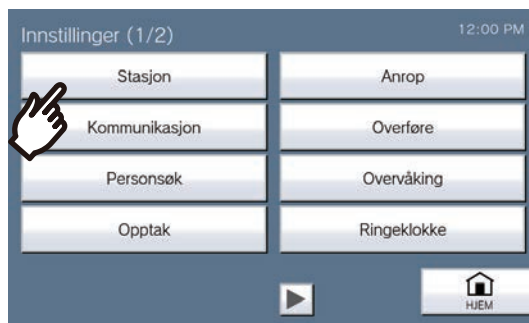 Innstillinger (1/2)
12:00 PM
Stasjon
Anrop
Kommunikasjon
Overføre
Personsøk
Overvåking
Opptak
Ringeklokke
HJEM